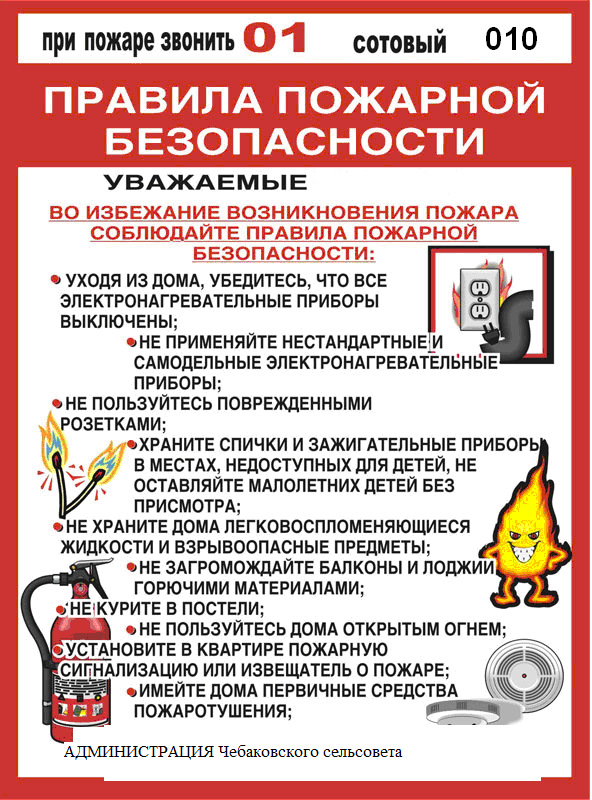 при пожаре звонить 01 сотовый 010
ПРАВИЛА ПОЖАРНОЙ
БЕЗОПАСНОСТИ
УВАЖАЕМЫЕ
ВО ИЗБЕЖАНИЕ ВОЗНИКНОВЕНИЯ ПОЖАРА
СОБЛЮДАЙТЕ ПРАВИЛА ПОЖАРНОЙ
БЕЗОПАСНОСТИ:
• УХОДЯ ИЗ ДОМА, УБЕДИТЕСЬ, ЧТО ВСЕ
ЭЛЕКТРОНАГРЕВАТЕЛЬНЫЕ ПРИБОРЫ
ВЫКЛЮЧЕНЫ;
• НЕ ПРИМЕНЯЙТЕ НЕСТАНДАРТНЫЕ И
САМОДЕЛЬНЫЕ ЭЛЕКТРОНАГРЕВАТЕЛЬНЫЕ
ПРИБОРЫ;
• НЕ ПОЛЬЗУЙТЕСЬ ПОВРЕЖДЕННЫМИ
РОЗЕТКАМИ;
• ХРАНИТЕ СПИЧКИ И ЗАЖИГАТЕЛЬНЫЕ ПРИБОРЫ
В МЕСТАХ, НЕДОСТУПНЫХ ДЛЯ ДЕТЕЙ, НЕ
ОСТАВЛЯЙТЕ МАЛОЛЕТНИХ ДЕТЕЙ БЕЗ
ПРИСМОТРА;
• НЕ ХРАНИТЕ ДОМА ЛЕГКОВОСПЛОМЕНЯЮЩИЕСЯ
ЖИДКОСТИ И ВЗРЫВООПАСНЫЕ ПРЕДМЕТЫ;
• НЕ ЗАГРОМОЖДАЙТЕ БАЛКОНЫ И ЛОДЖИИ
ГОРЮЧИМИ МАТЕРИАЛАМИ;
• НЕ КУРИТЕ В ПОСТЕЛИ;
• НЕ ПОЛЬЗУЙТЕСЬ ДОМА ОТКРЫТЫМ ОГНЕМ;
• УСТАНОВИТЕ В КВАРТИРЕ ПОЖАРНУЮ
СИГНАЛИЗАЦИЮ ИЛИ ИЗВЕЩАТЕЛЬ О ПОЖАРЕ;
• ИМЕЙТЕ ДОМА ПЕРВИЧНЫЕ СРЕДСТВА
ПОЖАРОТУШЕНИЯ;
АДМИНИСТРАЦИЯ Чебаковского сельсовета